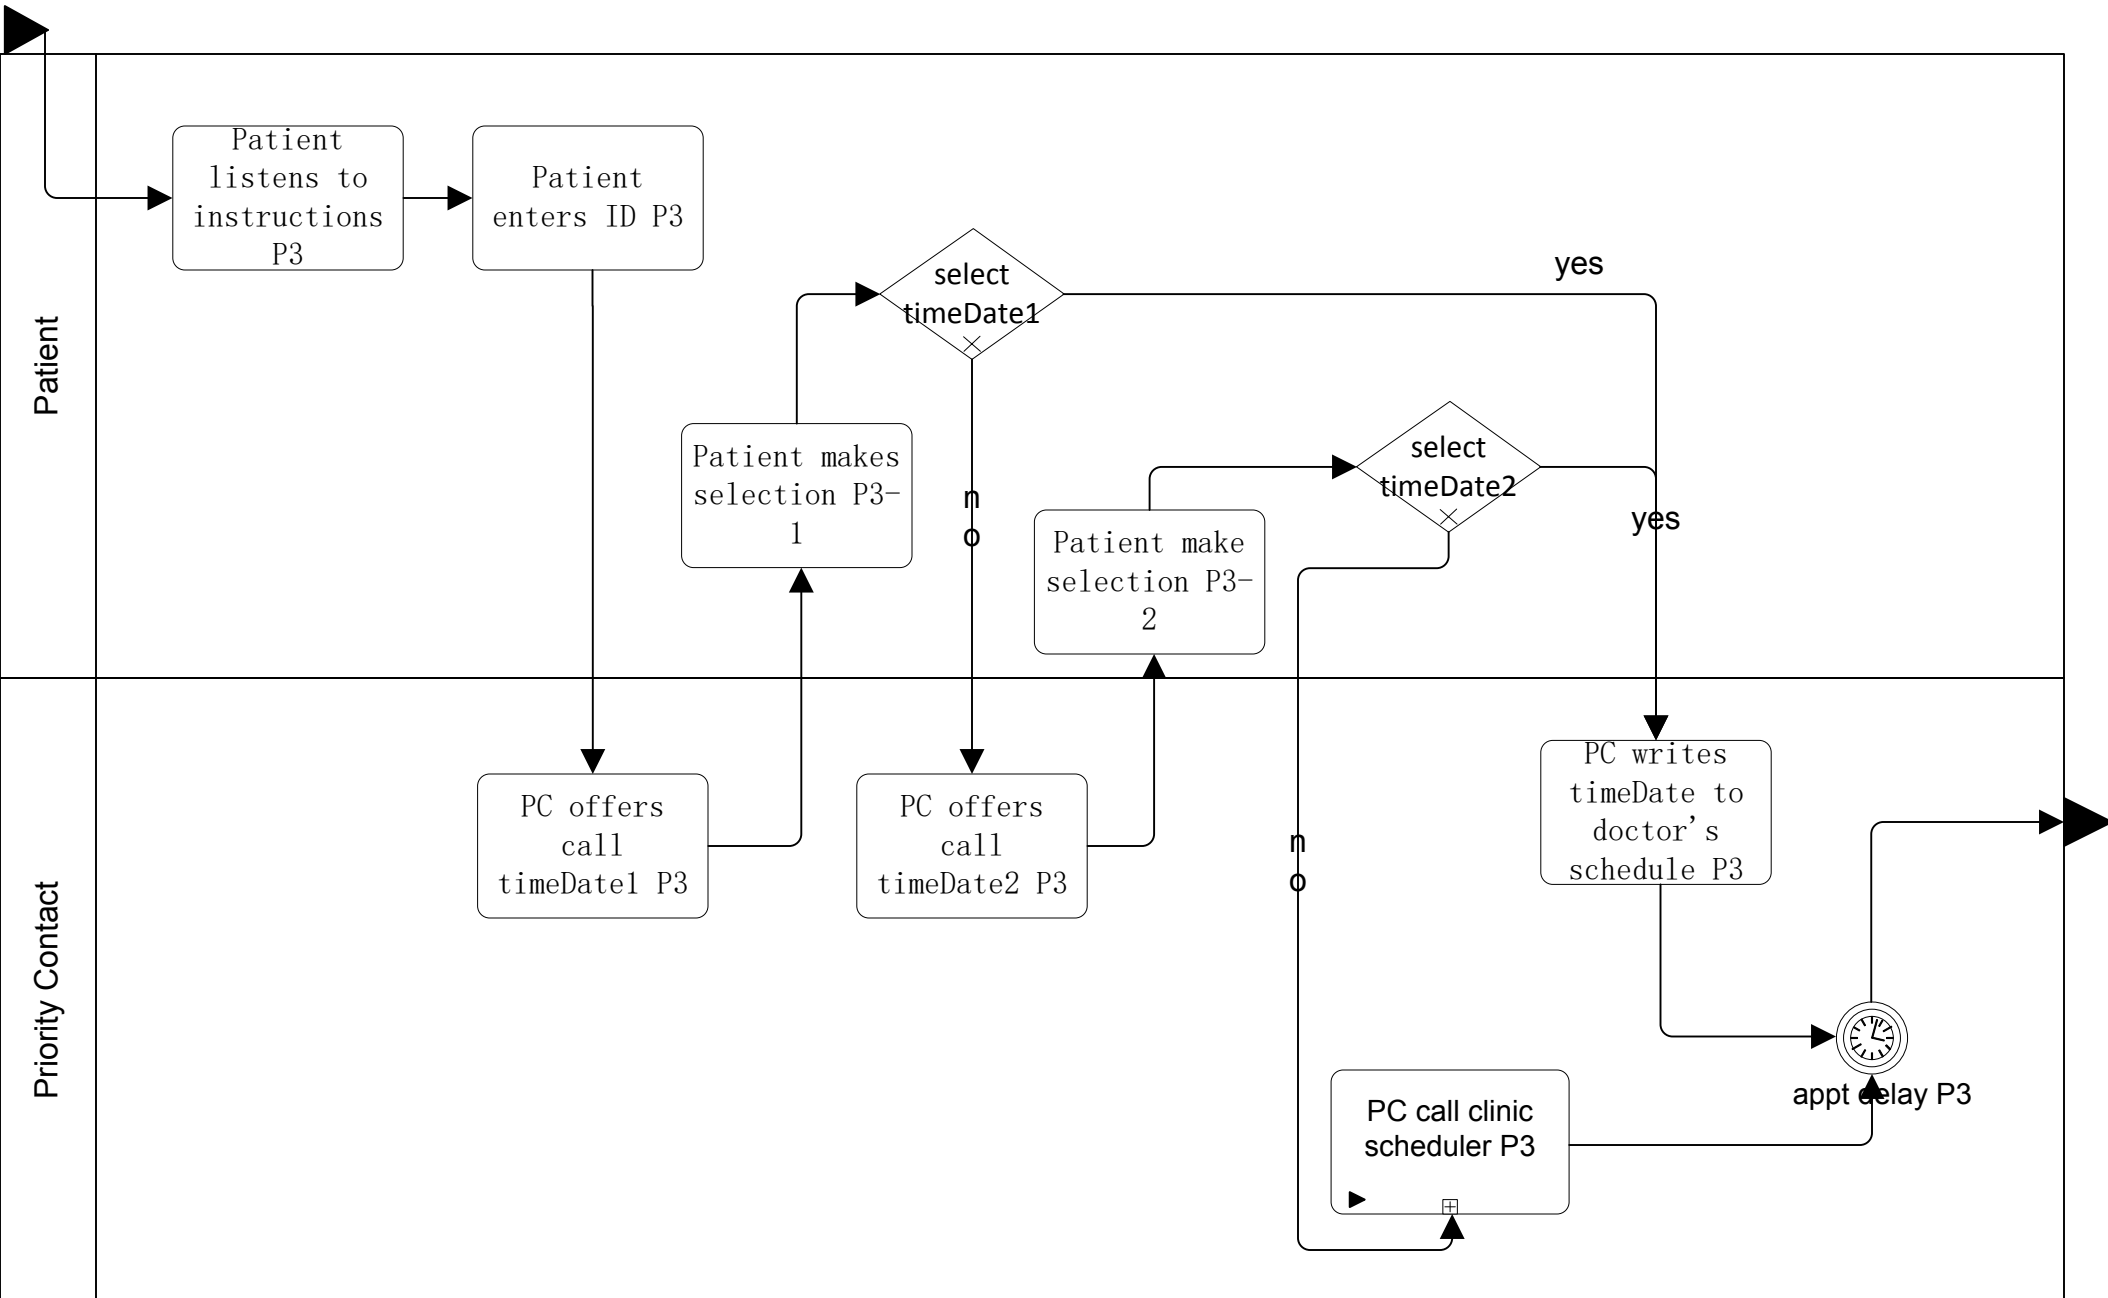 Patient
Patient
listens to
instructions
P3
Patient
enters ID P3
select
timeDate1
yes
Patient makes
selection P3-
1
n
o
Patient make
selection P3-
2
select
timeDate2
yes
Priority Contact
PC offers
call
timeDate1 P3
PC offers
call
timeDate2 P3
n
o
PC writes
timeDate to
doctor's
schedule P3
appt delay P3
PC call clinic
scheduler P3